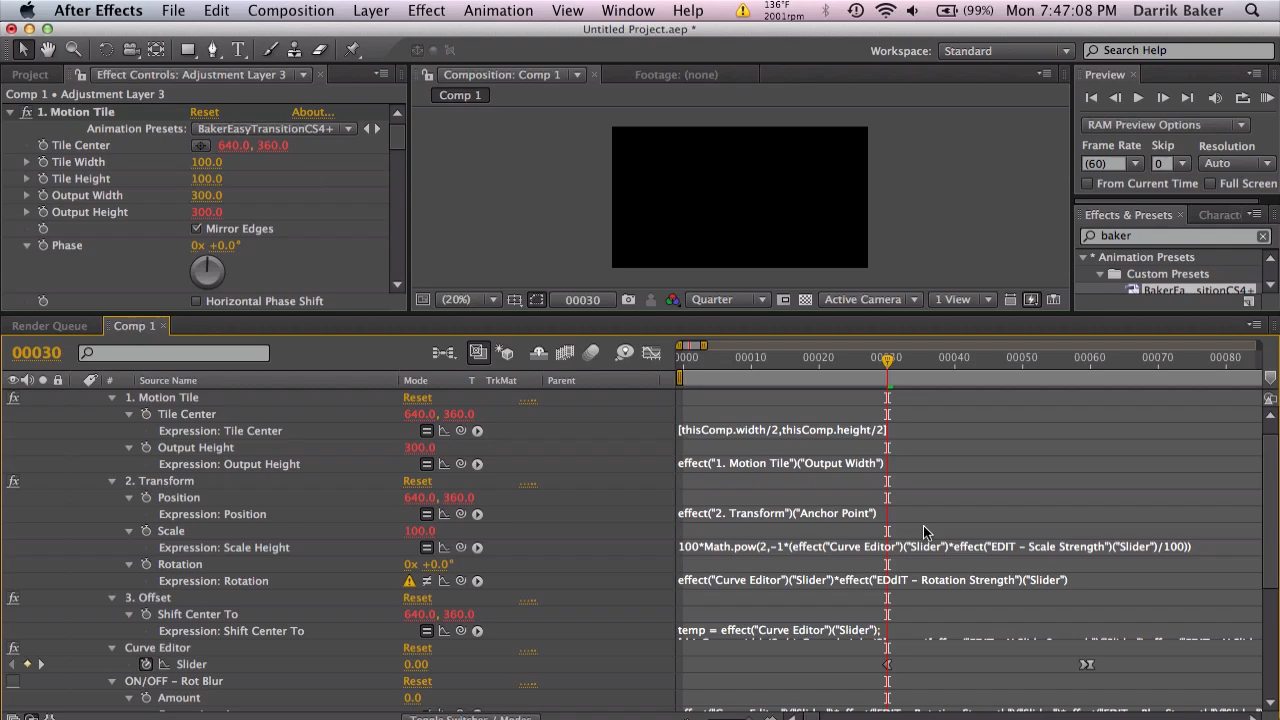 After Effects File Edit Composition Layer Effect Animation View Window Help 136°F 2001rpm (99%) Mon 7:47:08 PM Darrik Baker
Untitled Project.aep *
Workspace: Standard Search Help
Project Effect Controls: Adjustment Layer 3 Composition: Comp 1 Footage: (none) Preview
Comp 1 • Adjustment Layer 3 Comp 1
1. Motion Tile Reset About...
Animation Presets: BakerEasyTransitionCS4+ RAM Preview Options
Tile Center 640.0, 360.0 Frame Rate Skip Resolution
Tile Width 100.0 (60) 0 Auto
Tile Height 100.0 From Current Time Full Screen
Output Width 300.0
Output Height 300.0 Effects & Presets Charact
Mirror Edges baker
Phase 0x +0.0° * Animation Presets
Custom Presets
BakerEa...sitionCS4+
Horizontal Phase Shift (20%) 00030 Quarter Active Camera 1 View
Render Queue Comp 1
00030 0000 00010 00020 00030 00040 00050 00060 00070 00080
# Source Name Mode T TrkMat Parent
1. Motion Tile Reset .....
Tile Center 640.0, 360.0
Expression: Tile Center [thisComp.width/2,thisComp.height/2]
Output Height 300.0
Expression: Output Height effect("1. Motion Tile")("Output Width")
2. Transform Reset .....
Position 640.0, 360.0
Expression: Position effect("2. Transform")("Anchor Point")
Scale 100.0
Expression: Scale Height 100*Math.pow(2,-1*(effect("Curve Editor")("Slider")*effect("EDIT - Scale Strength")("Slider")/100))
Rotation 0x +0.0°
Expression: Rotation effect("Curve Editor")("Slider")*effect("EDdIT - Rotation Strength")("Slider")
3. Offset Reset .....
Shift Center To 640.0, 360.0
Expression: Shift Center To temp = effect("Curve Editor")("Slider");
Curve Editor Reset .....
Slider 0.00
ON/OFF - Rot Blur Reset .....
Amount 0.0
Toggle Switches / Modes